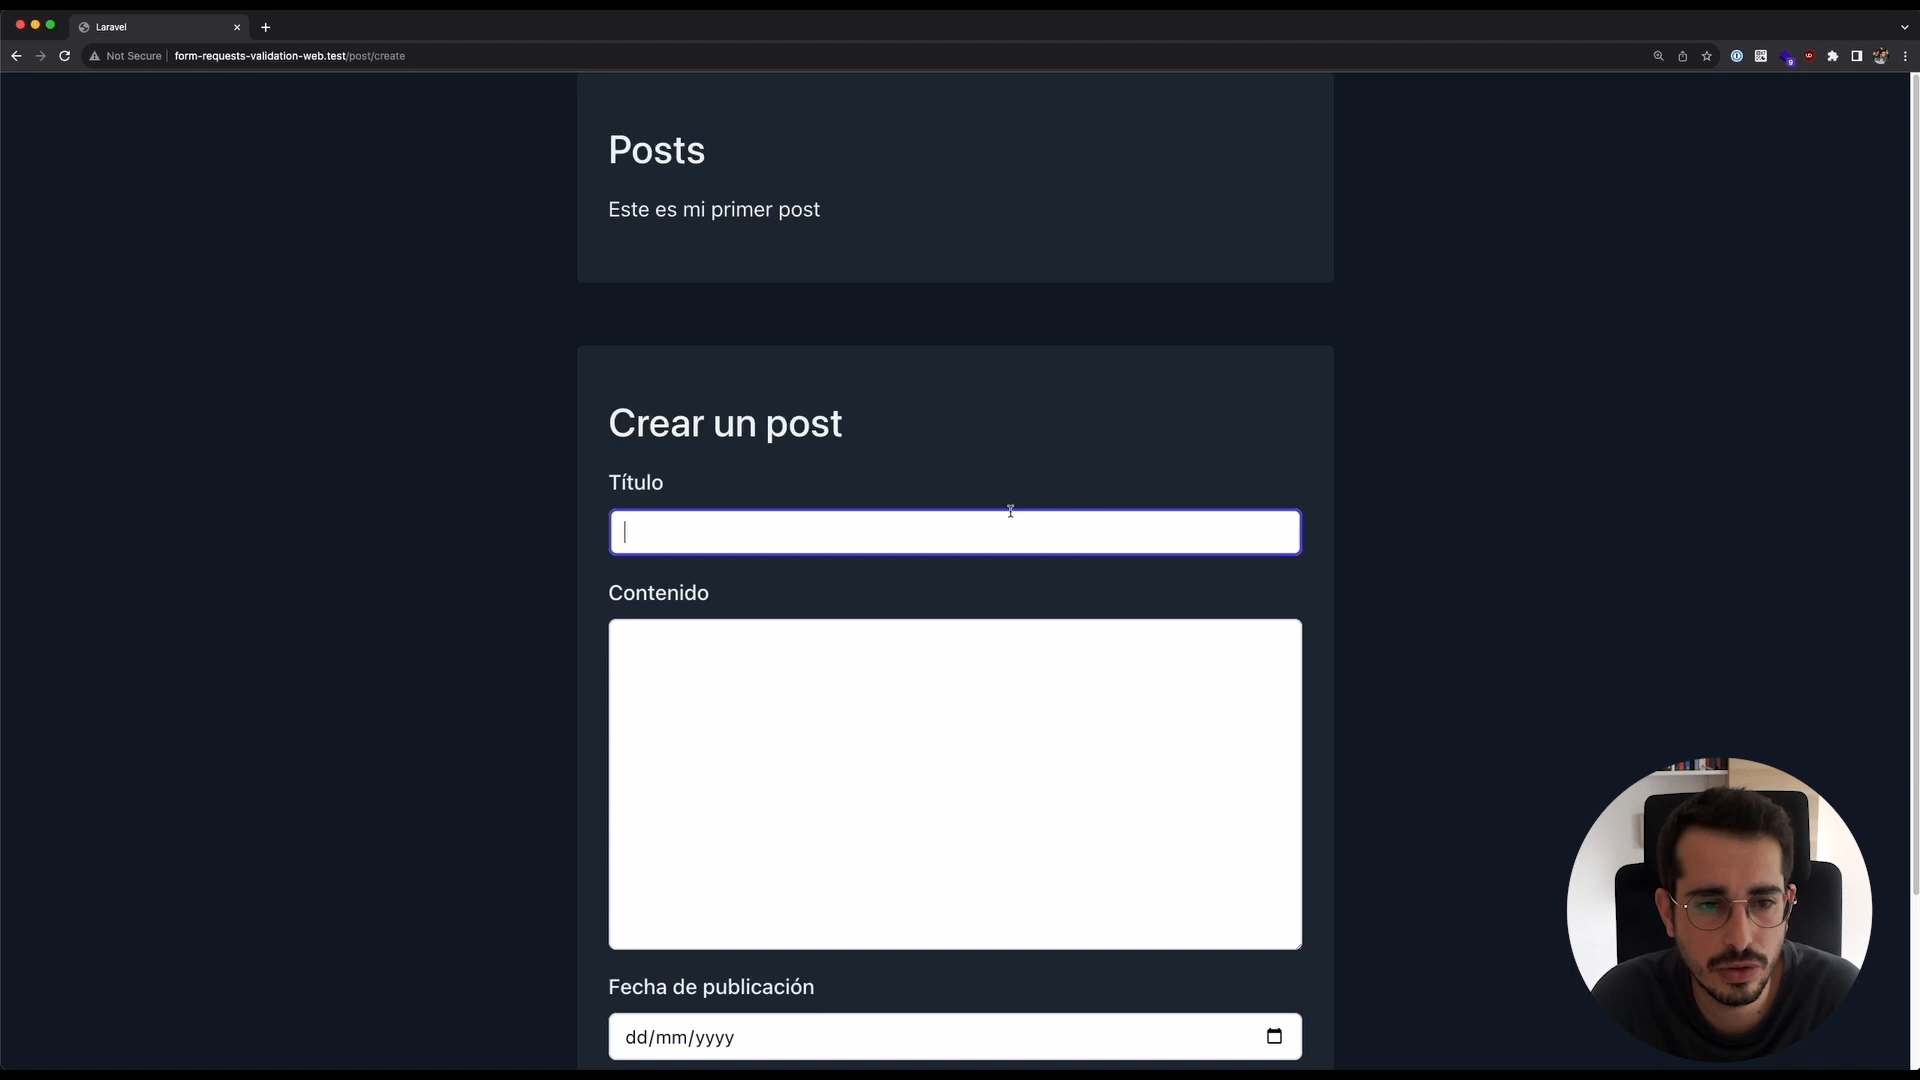 Laravel
Not Secure
form-requests-validation-web.test/post/create
9
Posts
Este es mi primer post
Crear un post
Título
Contenido
Fecha de publicación
dd/mm/yyyy